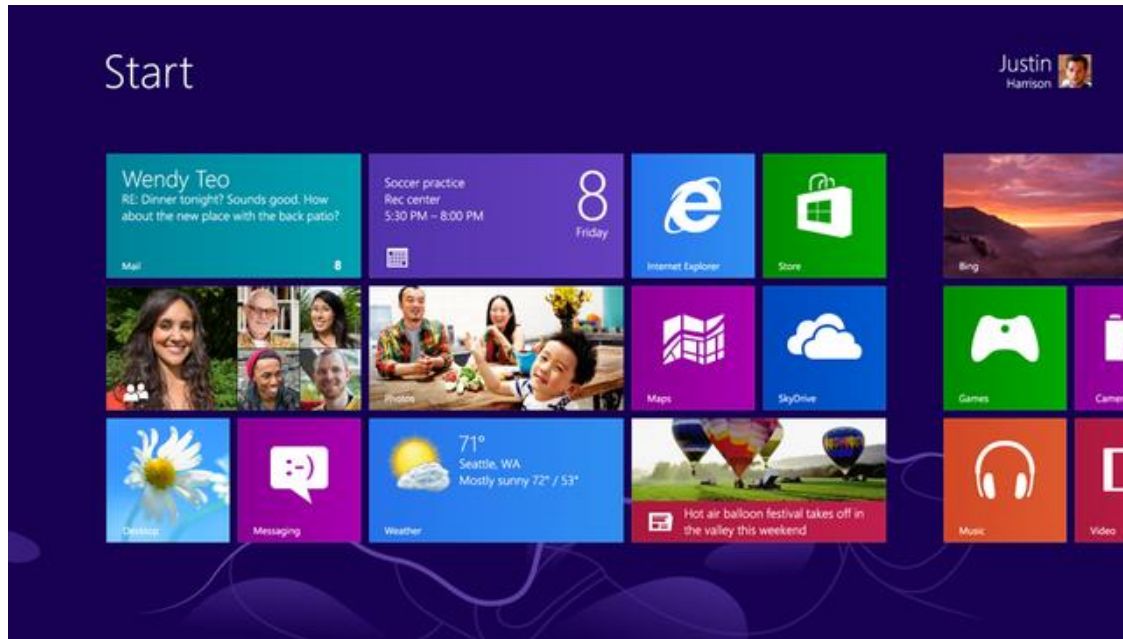 Start
Justin
Harrison
Wendy Teo
RE: Dinner tonight? Sounds good. How
about the new place with the back patio?
Mail
8
Soccer practice
Rec center
5:30 PM – 8:00 PM
8
Friday
Internet Explorer
Store
Bing
Photos
Maps
SkyDrive
Games
Came
Desktop
:-)
Messaging
71°
Seattle, WA
Mostly sunny 72° / 53°
Weather
Hot air balloon festival takes off in
the valley this weekend
Music
Video